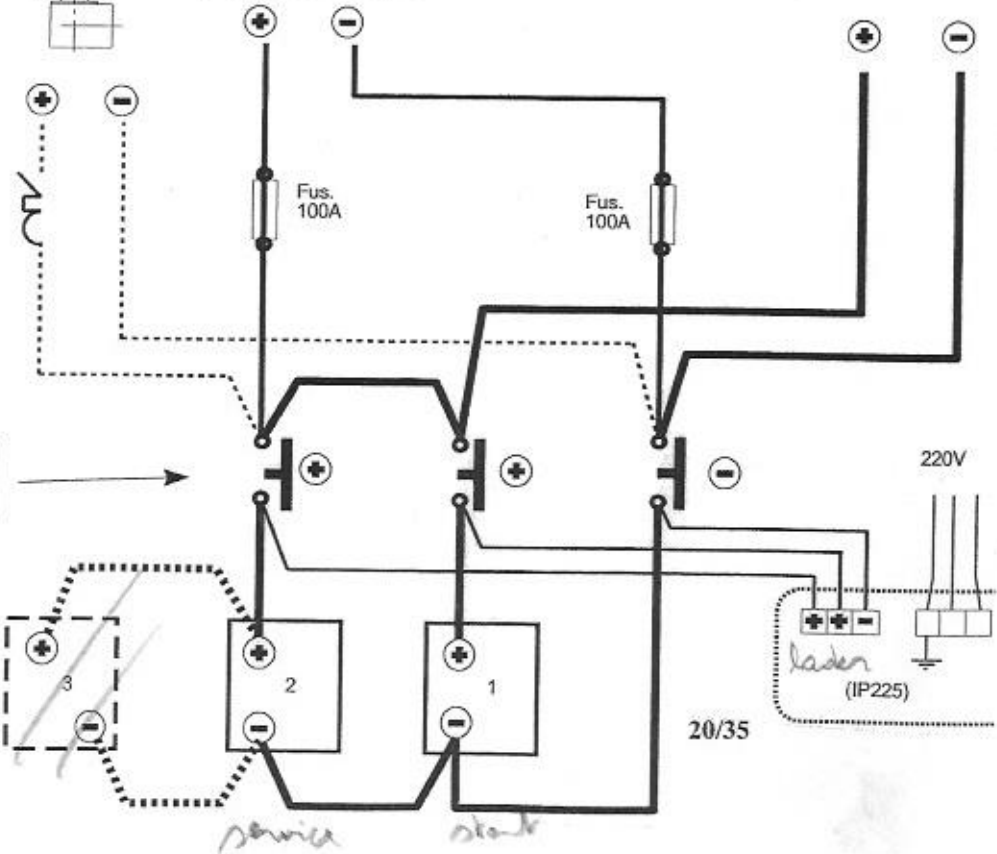 + -
+ -
+ -
Fus.
100A
Fus.
100A
+ + -
220V
+ + -
+ 3 -
+ 2 -
+ 1 -
laden
(IP225)
20/35
service start